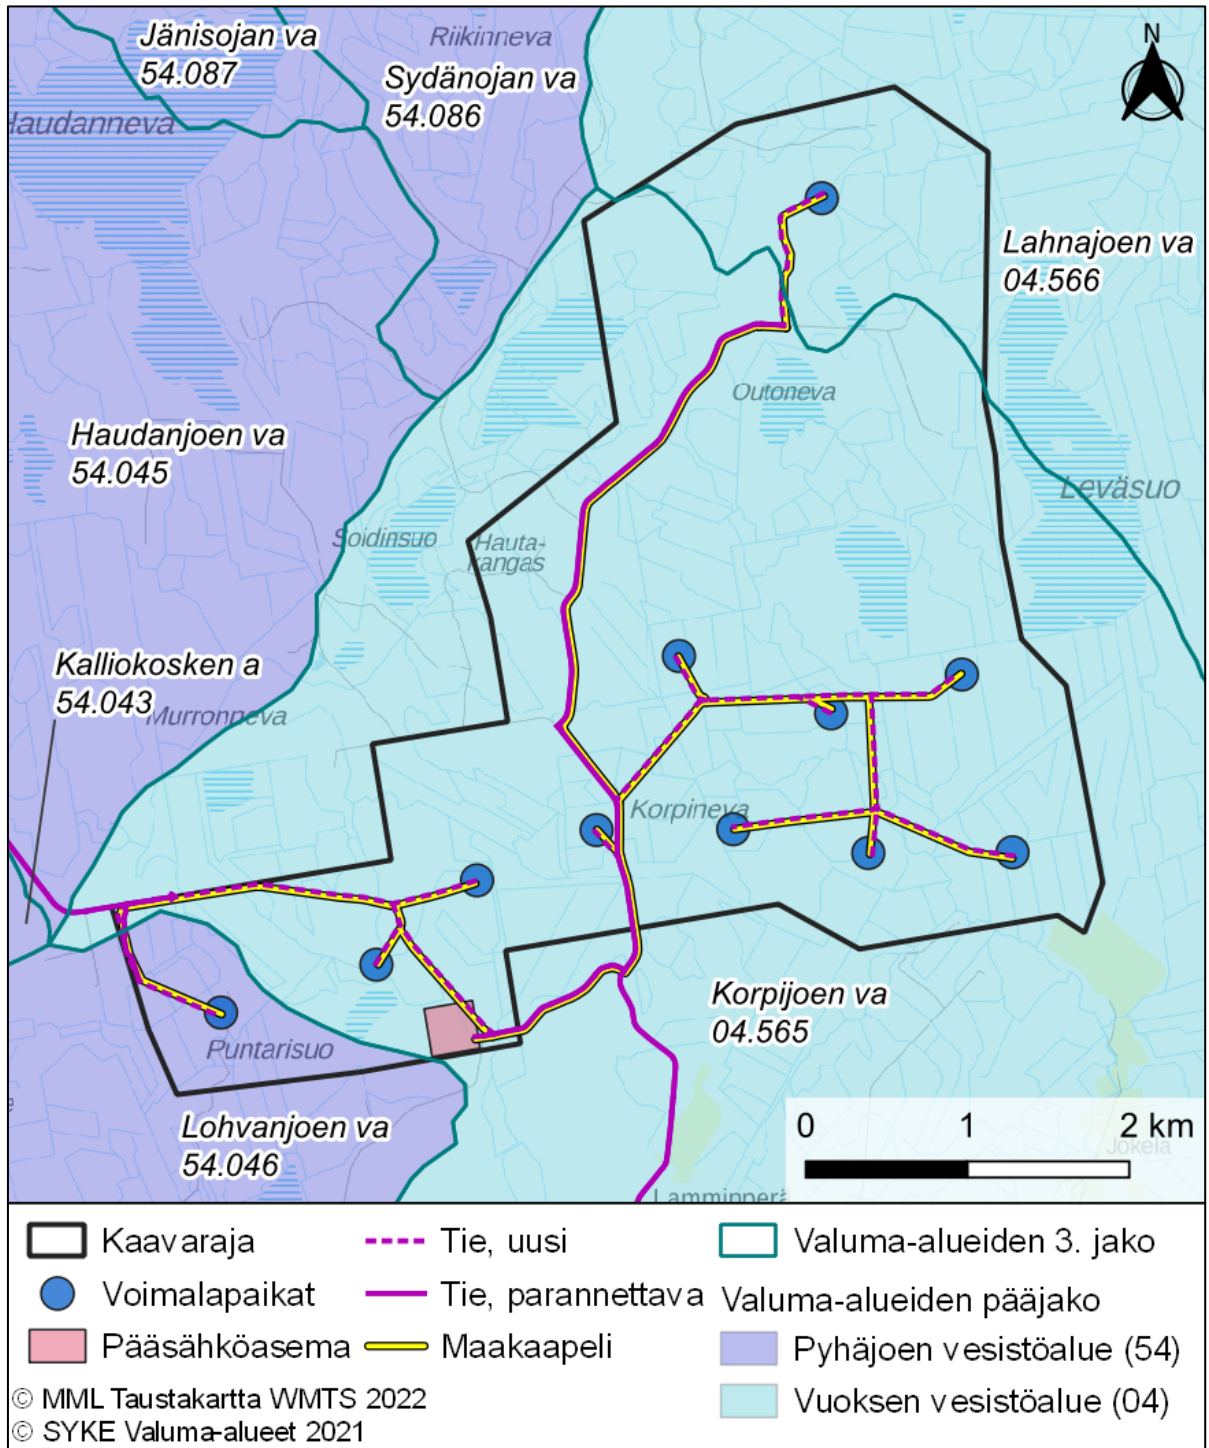 Jänisojan va
54.087
Riikinneva
Sydänojan va
54.086
N
Haudanneva
Lahnajoen va
04.566
Outoneva
Haudanjoen va
54.045
Leväsuo
Soidinsuo
Hauta-
kangas
Kalliokosken a
54.043
Murronneva
Korpineva
Korpijoen va
04.565
Puntarisuo
Lohvanjoen va
54.046
0 1 2 km
Jokela
Lamminperä
Kaavaraja
Voimalapaikat
Pääsähköasema
Tie, uusi
Tie, parannettava
Maakaapeli
Valuma-alueiden 3. jako
Valuma-alueiden pääjako
Pyhäjoen vesistöalue (54)
Vuoksen vesistöalue (04)
© MML Taustakartta WMTS 2022
© SYKE Valuma-alueet 2021